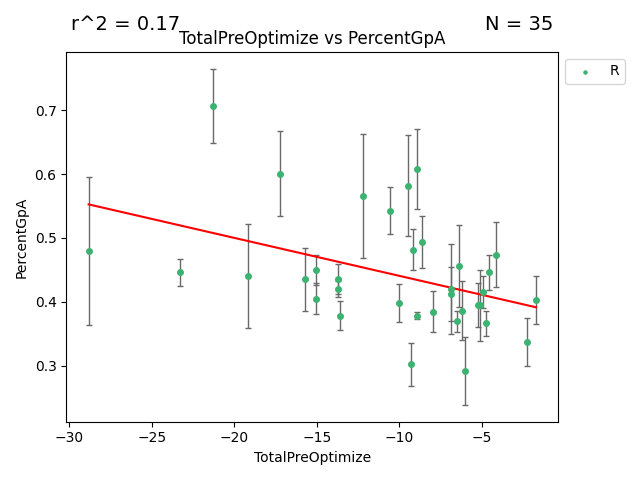 r^2 = 0.17
N = 35
TotalPreOptimize vs PercentGpA
R
0.7
0.6
0.5
0.4
0.3
PercentGpA
−30
−25
−20
−15
−10
−5
TotalPreOptimize